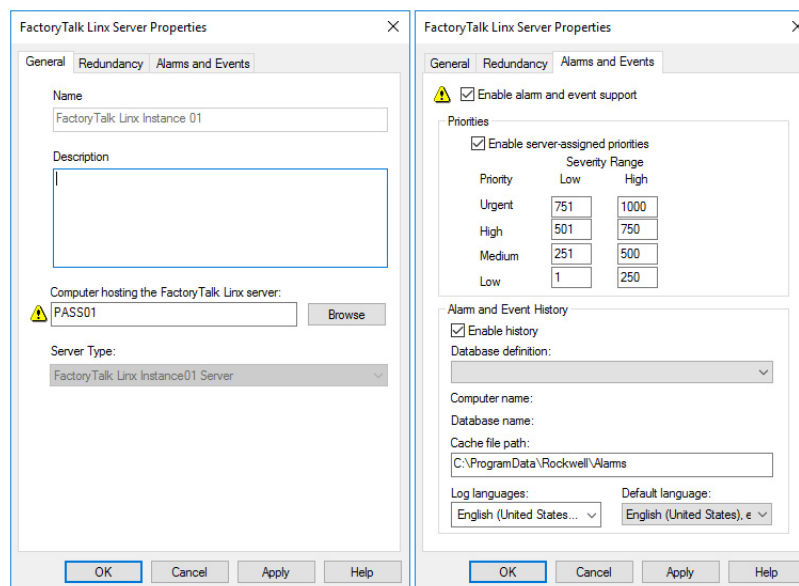 FactoryTalk Linx Server Properties
General Redundancy Alarms and Events
Name
FactoryTalk Linx Instance 01
Description
Computer hosting the FactoryTalk Linx server:
PASS01
Browse
Server Type:
FactoryTalk Linx Instance01 Server
OK Cancel Apply Help
FactoryTalk Linx Server Properties
General Redundancy Alarms and Events
Enable alarm and event support
Priorities
Enable server-assigned priorities
Severity Range
Priority Low High
Urgent 751 1000
High 501 750
Medium 251 500
Low 1 250
Alarm and Event History
Enable history
Database definition:
Computer name:
Database name:
Cache file path:
C:\ProgramData\Rockwell\Alarms
Log languages: Default language:
English (United States... English (United States), e
OK Cancel Apply Help